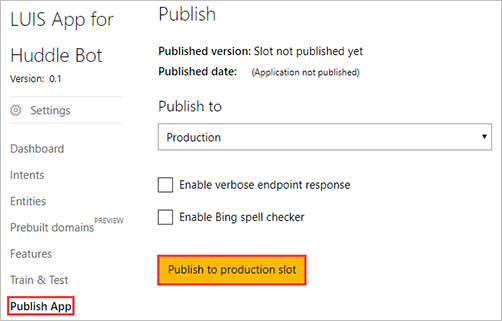 LUIS App for
Huddle Bot
Version: 0.1
Settings
Dashboard
Intents
Entities
Prebuilt domains PREVIEW
Features
Train & Test
Publish App
Publish
Published version: Slot not published yet
Published date: (Application not published)
Publish to
Production
Enable verbose endpoint response
Enable Bing spell checker
Publish to production slot